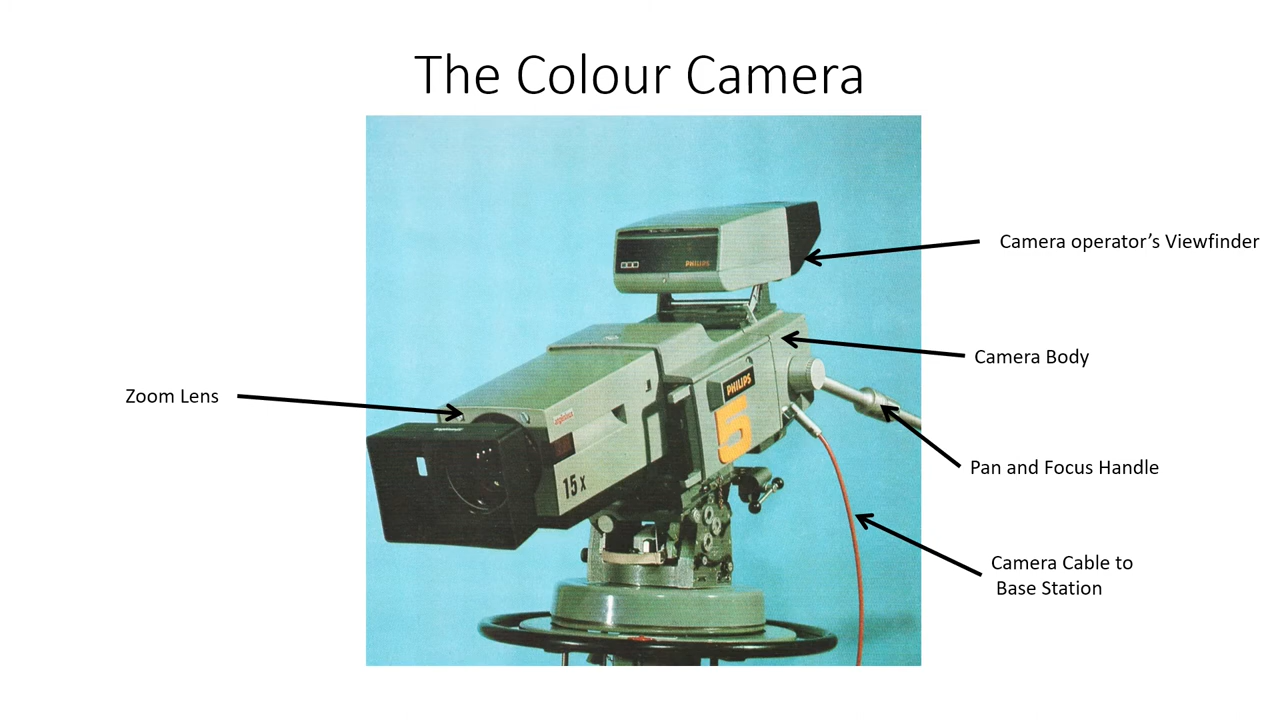 The Colour Camera
Camera operator’s Viewfinder
PHILIPS
Camera Body
PHILIPS
Zoom Lens
5
15x
Pan and Focus Handle
Camera Cable to
Base Station